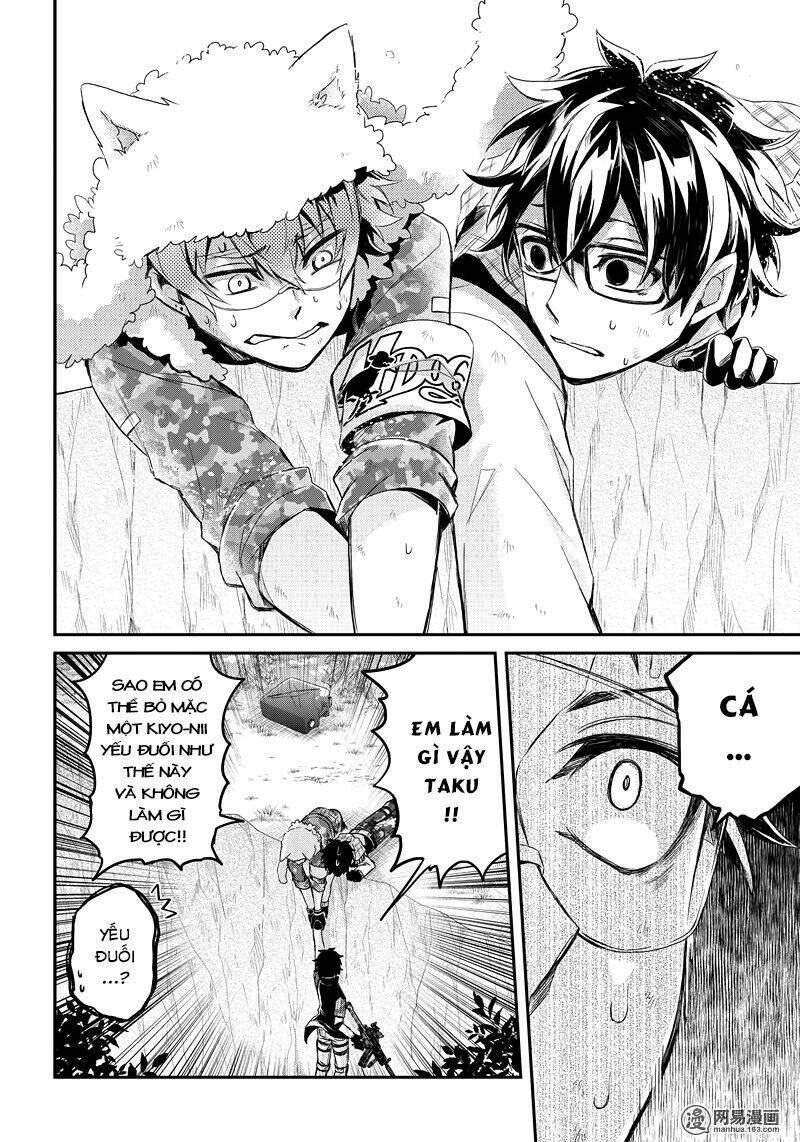 DOGS
CÁ
...
EM LÀM
GÌ VẬY
TAKU
!!
SAO EM CÓ
THỂ BỎ MẶC
MỘT KIYO-NII
YẾU ĐUỐI NHƯ
THẾ NÀY
VÀ KHÔNG
LÀM GÌ
ĐƯỢC!!
YẾU
ĐUỐI
...?
网易漫画
manhua.163.com